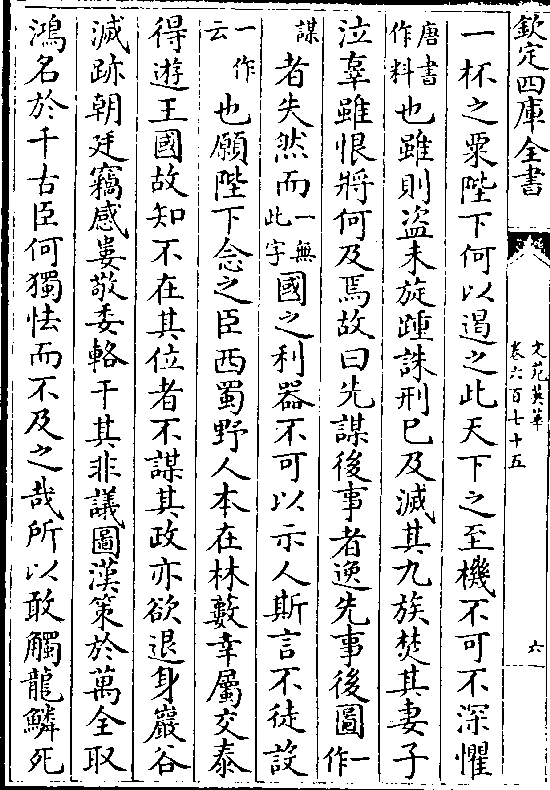 欽定四庫全書
文苑英華
卷六百七十五
六
一杯之粟陛下何以遏之此天下之至機不可不深懼
唐書作料也雖則盗未旋踵誅刑已及滅其九族焚其妻子
泣辜雖恨將何及焉故曰先謀後事者逸先事後圖一作
謀者失然而一無此字國之利器不可以示人斯言不徒設
一作云也願陛下念之臣西蜀野人本在林藪幸屬交泰
得遊王國故知不在其位者不謀其政亦欲退身巖谷
滅跡朝廷竊感婁敬委輅干其非議圖漢策於萬全取
鴻名於千古臣何獨怯而不及之哉所以敢觸龍鱗死